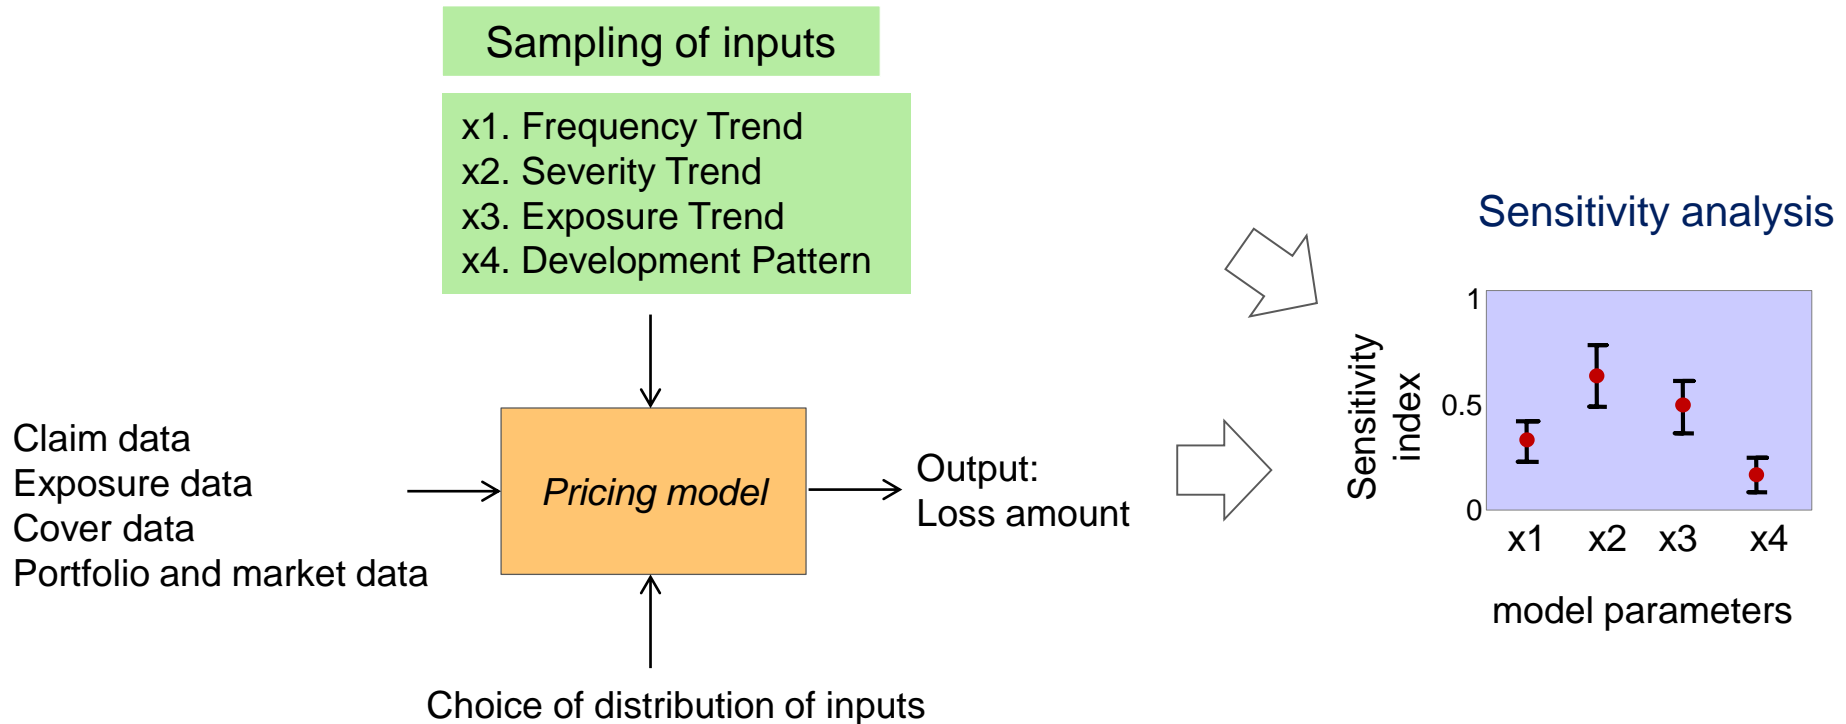 Sampling of inputs
x1. Frequency Trend
x2. Severity Trend
x3. Exposure Trend
x4. Development Pattern
Claim data
Exposure data
Cover data
Portfolio and market data
Pricing model
Output:
Loss amount
Choice of distribution of inputs
Sensitivity analysis
Sensitivity
index
1
0.5
0
x1 x2 x3 x4
model parameters